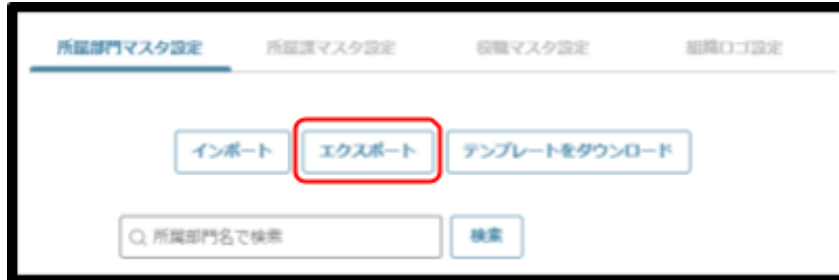 所属部門マスタ設定 所属課マスタ設定 役職マスタ設定 組織ロゴ設定
インポート エクスポート テンプレートをダウンロード
所属部門名で検索 検索